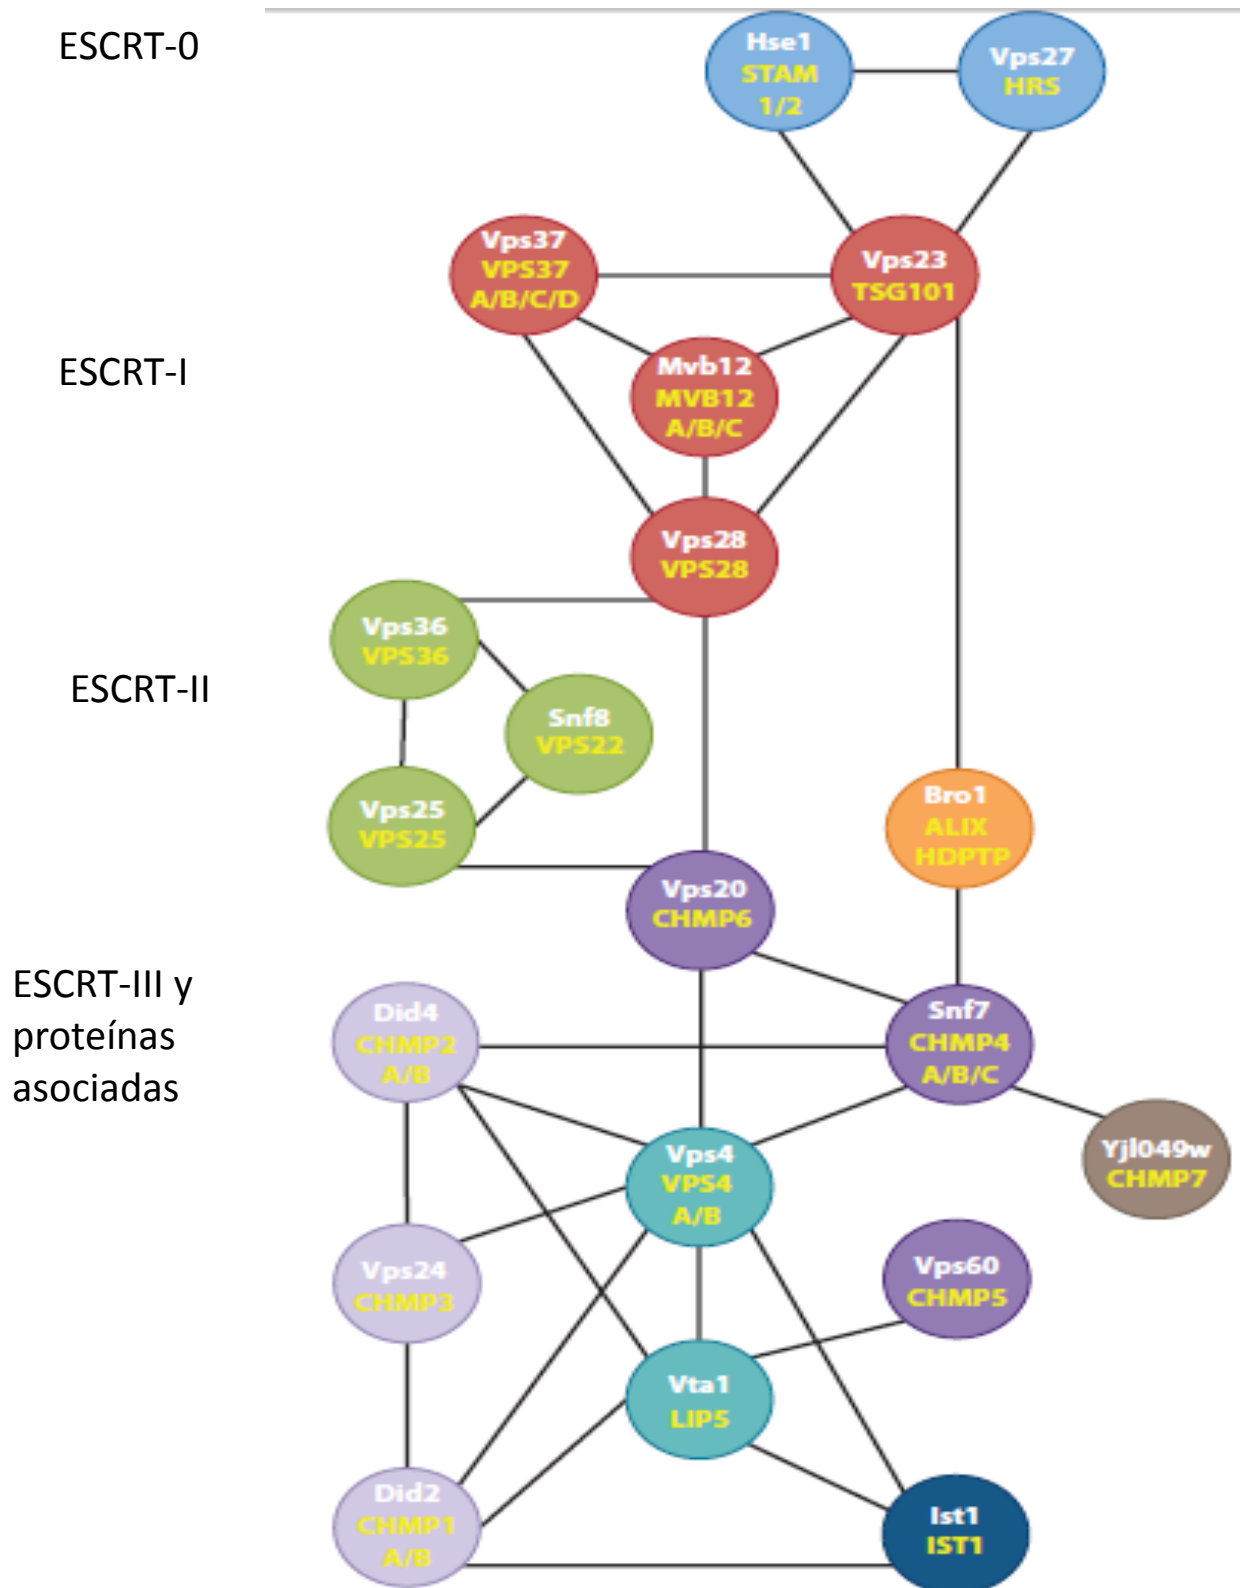 ESCRT-0
Hse1
STAM
1/2
Vps27
HRS
Vps37
VPS37
A/B/C/D
Vps23
TSG101
ESCRT-I
Mvb12
MVB12
A/B/C
Vps28
VPS28
Vps36
VPS36
ESCRT-II
Snf8
VPS22
Vps25
VPS25
Bro1
ALIX
HDPTP
Vps20
CHMP6
ESCRT-III y
proteínas
asociadas
Did4
CHMP2
A/B
Snf7
CHMP4
A/B/C
Vps4
VPS4
A/B
Yjl049w
CHMP7
Vps24
CHMP3
Vps60
CHMP5
Vta1
LIP5
Did2
CHMP1
A/B
Ist1
IST1